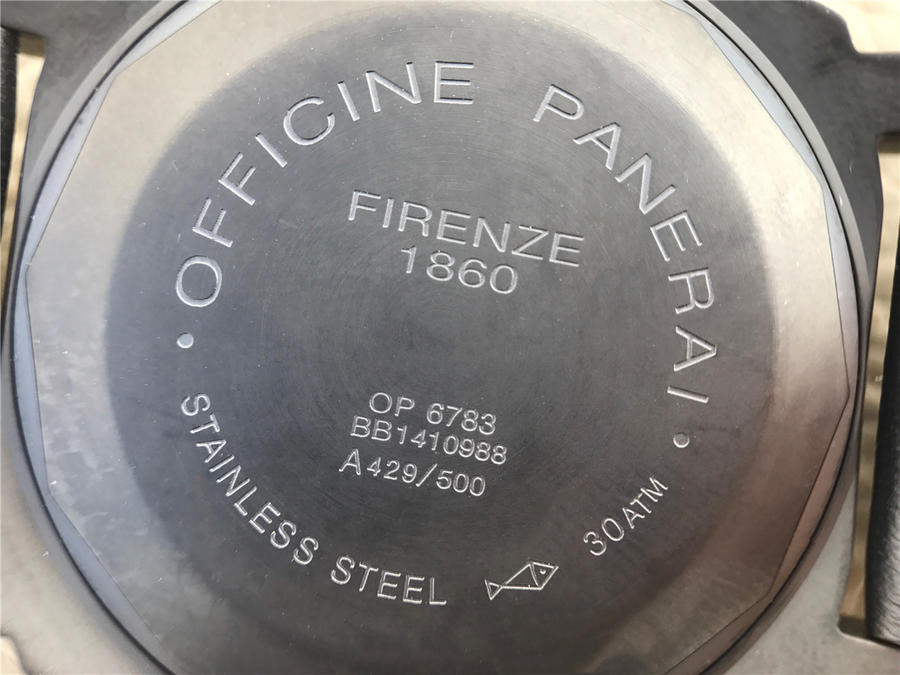 OFFICINE PANERAI
FIRENZE
1860
OP 6783
BB1410988
A429/500
STAINLESS STEEL
30ATM